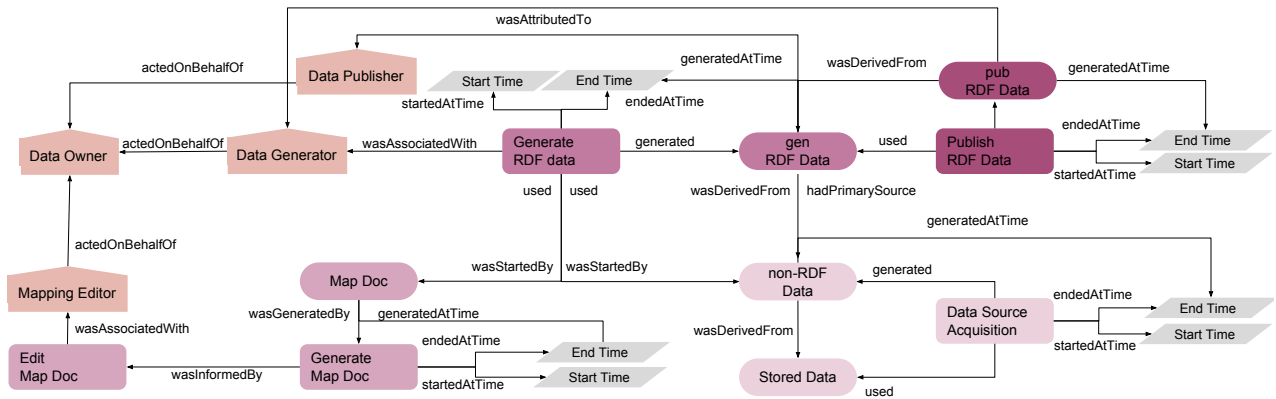 wasAttributedTo
actedOnBehalfOf
Data Publisher
generatedAtTime
wasDerivedFrom
pub
RDF Data
generatedAtTime
Start Time
End Time
startedAtTime
endedAtTime
Data Owner
actedOnBehalfOf
Data Generator
wasAssociatedWith
Generate
RDF data
generated
gen
RDF Data
used
Publish
RDF Data
endedAtTime
startedAtTime
End Time
Start Time
used
used
wasDerivedFrom
hadPrimarySource
generatedAtTime
actedOnBehalfOf
Mapping Editor
wasAssociatedWith
Map Doc
wasStartedBy
wasStartedBy
non-RDF
Data
generated
wasGeneratedBy
generatedAtTime
wasDerivedFrom
Data Source
Acquisition
endedAtTime
startedAtTime
End Time
Start Time
Edit
Map Doc
wasInformedBy
Generate
Map Doc
endedAtTime
startedAtTime
End Time
Start Time
Stored Data
used